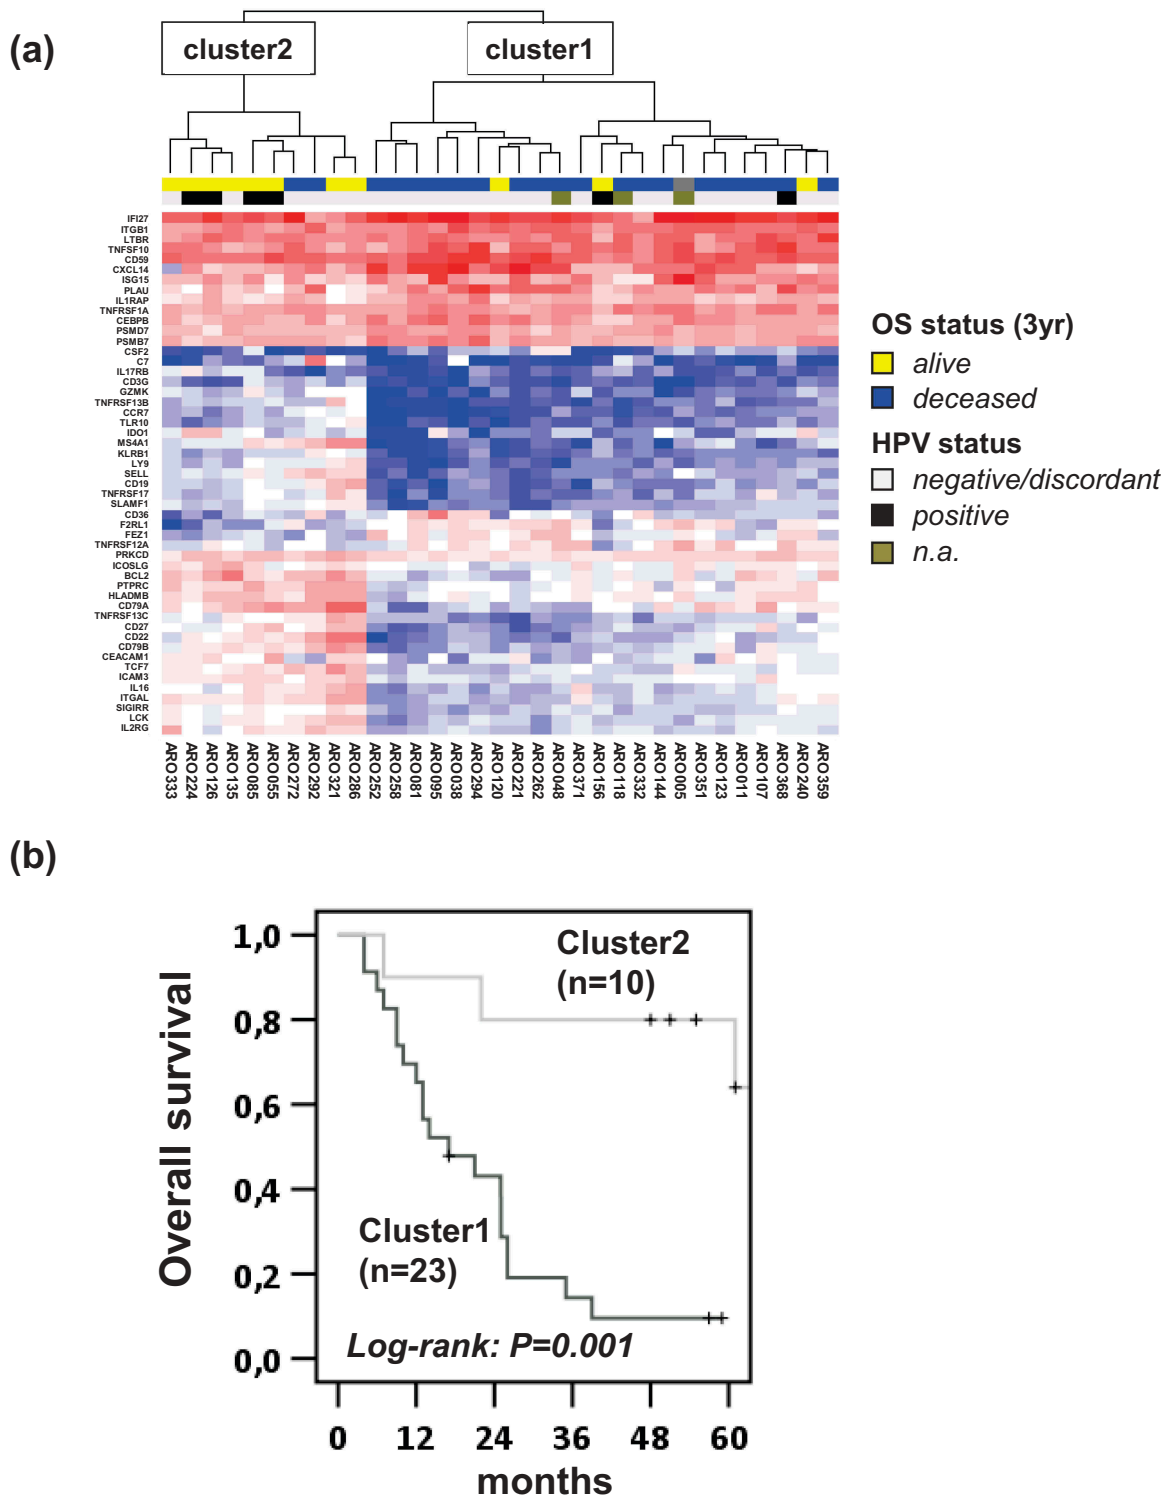 (a)
cluster2
cluster1
IFI27
ITGB1
LTBR
TNFSF10
CD59
CXCL14
ISG15
PLAU
IL1RAP
TNFRSF1A
CEBPB
PSMD7
PSMB7
CSF2
C7
IL17RB
CD3G
GZMK
TNFRSF13B
CCR7
TLR10
IDO1
MS4A1
KLRB1
LY9
SELL
CD19
TNFRSF17
SLAMF1
CD36
F2RL1
FEZ1
TNFRSF12A
PRKCD
ICOSLG
BCL2
PTPRC
HLADMB
CD79A
TNFRSF13C
CD27
CD22
CD79B
CEACAM1
TCF7
ICAM3
IL16
ITGAL
SIGIRR
LCK
IL2RG
ARO333
ARO224
ARO126
ARO135
ARO085
ARO055
ARO272
ARO292
ARO321
ARO286
ARO252
ARO258
ARO081
ARO095
ARO038
ARO294
ARO120
ARO221
ARO262
ARO048
ARO371
ARO156
ARO118
ARO332
ARO144
ARO005
ARO351
ARO123
ARO011
ARO107
ARO368
ARO240
ARO359
OS status (3yr)
alive
deceased
HPV status
negative/discordant
positive
n.a.
(b)
Overall survival
1,0
0,8
0,6
0,4
0,2
0,0
Cluster2
(n=10)
Cluster1
(n=23)
Log-rank: P=0.001
0 12 24 36 48 60
months